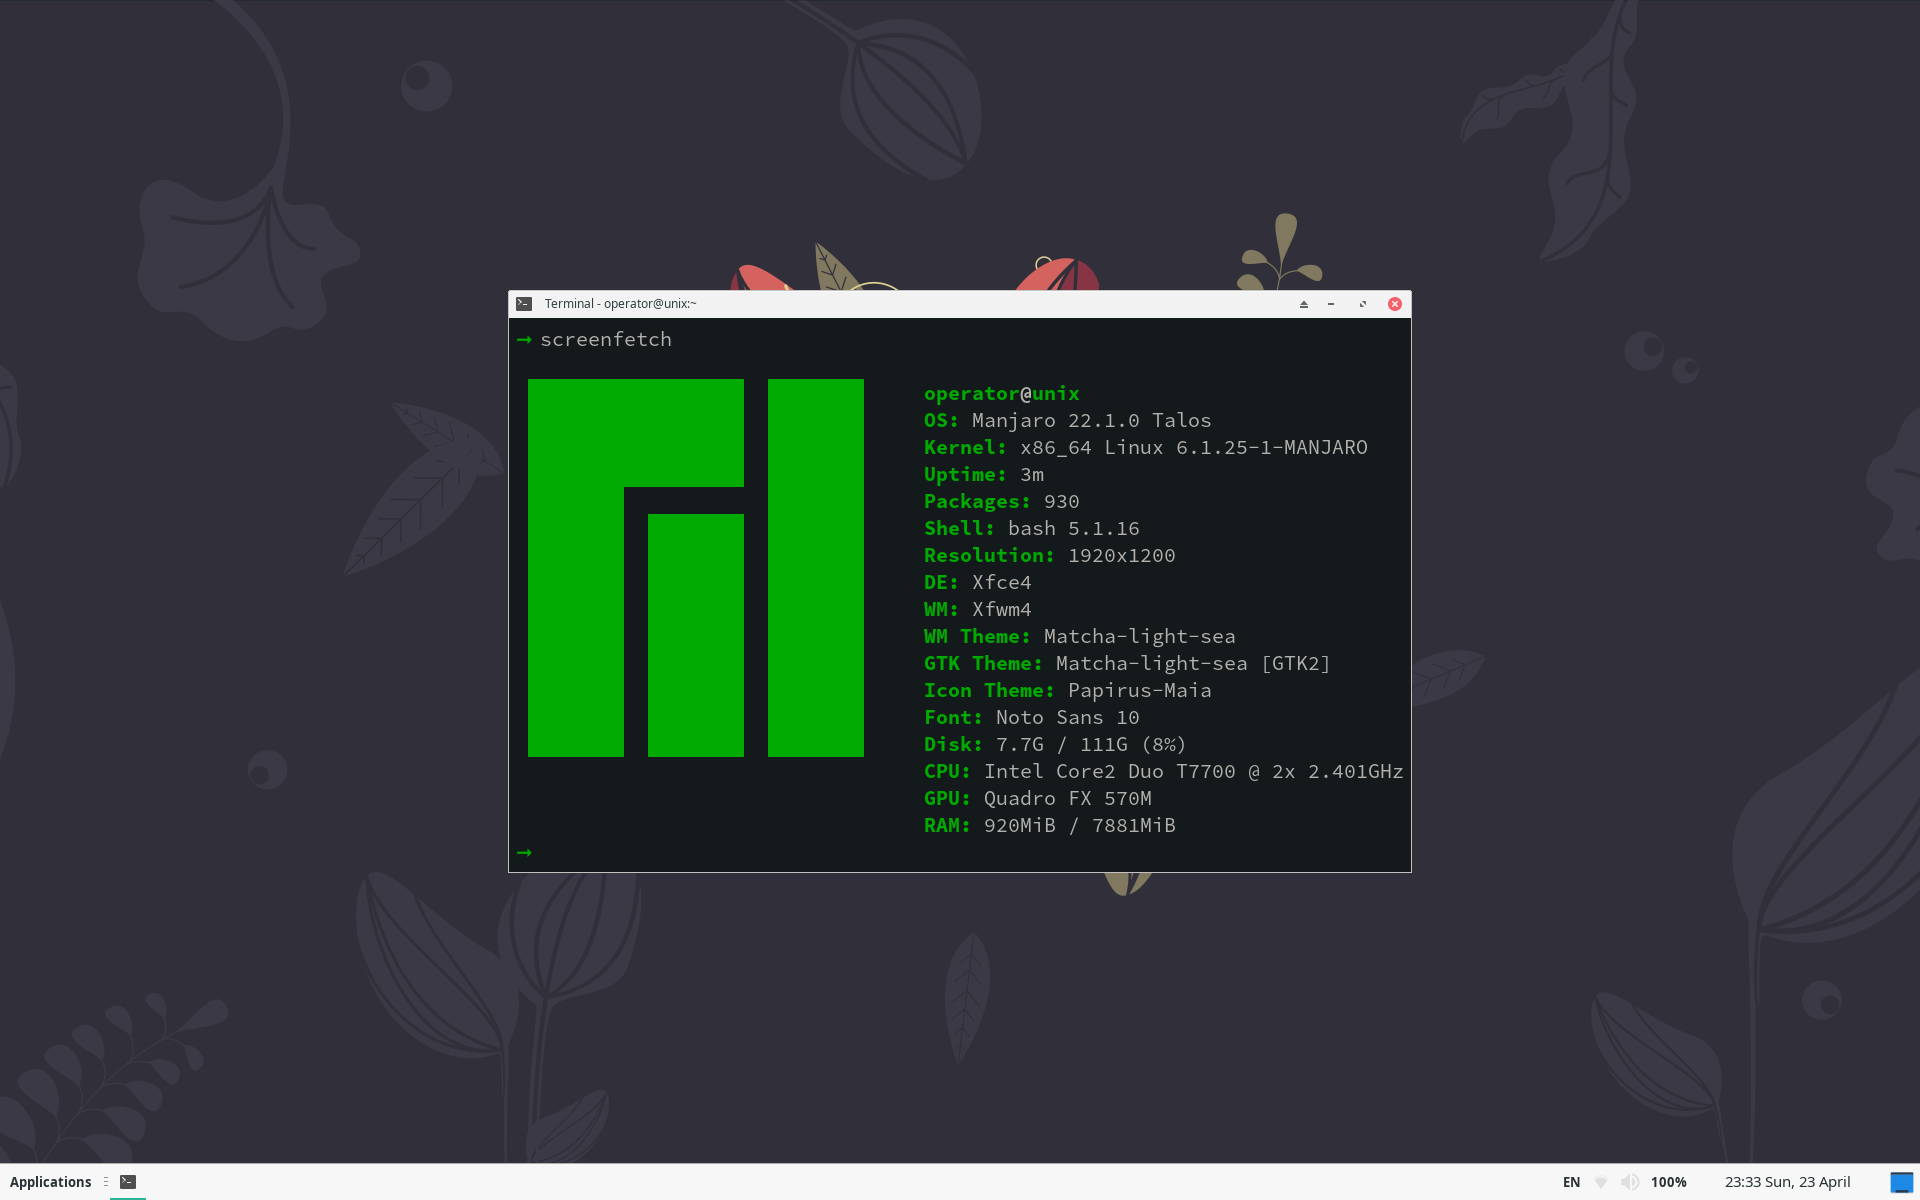 Terminal - operator@unix:~
→ screenfetch
operator@unix
OS: Manjaro 22.1.0 Talos
Kernel: x86_64 Linux 6.1.25-1-MANJARO
Uptime: 3m
Packages: 930
Shell: bash 5.1.16
Resolution: 1920x1200
DE: Xfce4
WM: Xfwm4
WM Theme: Matcha-light-sea
GTK Theme: Matcha-light-sea [GTK2]
Icon Theme: Papirus-Maia
Font: Noto Sans 10
Disk: 7.7G / 111G (8%)
CPU: Intel Core2 Duo T7700 @ 2x 2.401GHz
GPU: Quadro FX 570M
RAM: 920MiB / 7881MiB
→
Applications EN 100% 23:33 Sun, 23 April